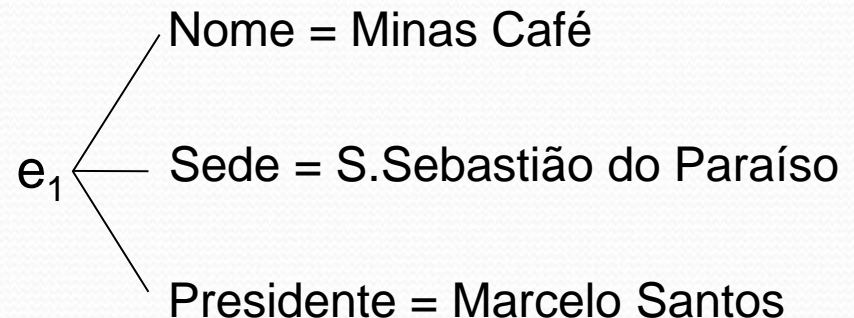 Nome = Minas Café
e₁ Sede = S.Sebastião do Paraíso
Presidente = Marcelo Santos